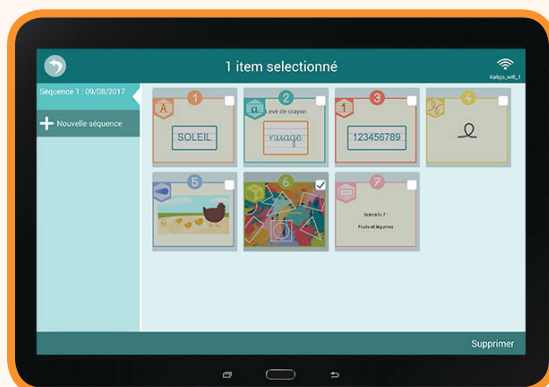 1 item selectionné
Kaligo_wifi_1
Séquence 1 : 09/08/2017
Nouvelle séquence
1
A
SOLEIL
2
a
Levé de crayon
nuage
3
1
123456789
4
5
6
7
Scenario 7 :
Fruits et légumes
Supprimer